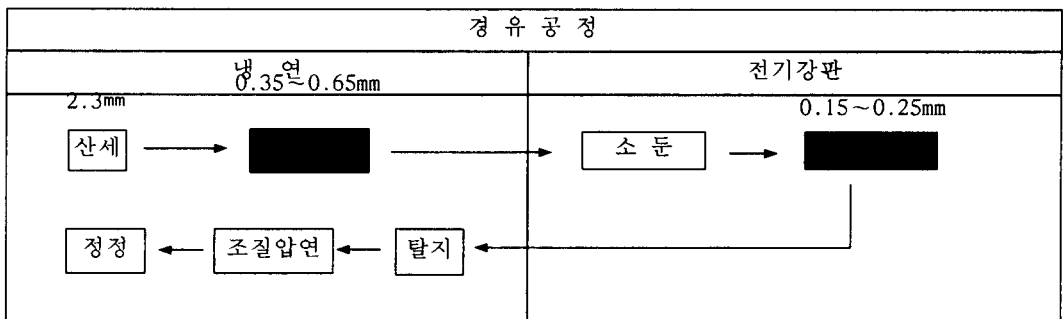 경 유 공 정
냉 연
전기강판
0.35~0.65mm
2.3mm
0.15~0.25mm
산세
소 둔
정정
조질압연
탈지